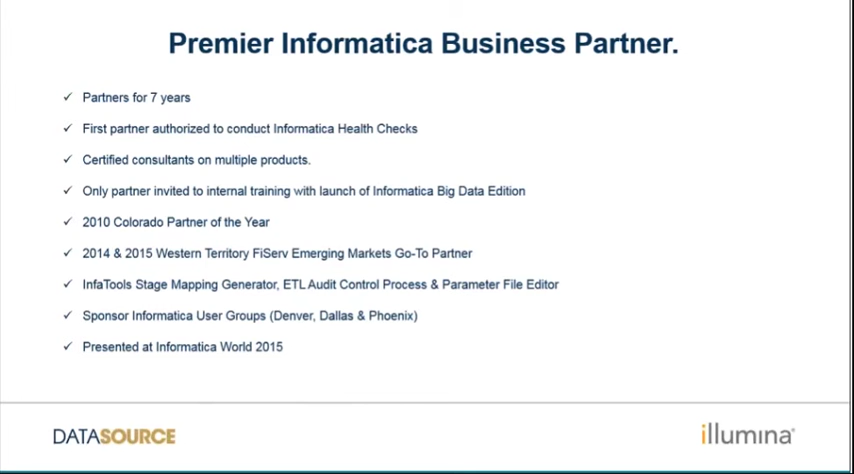 Premier Informatica Business Partner.
✓ Partners for 7 years
✓ First partner authorized to conduct Informatica Health Checks
✓ Certified consultants on multiple products.
✓ Only partner invited to internal training with launch of Informatica Big Data Edition
✓ 2010 Colorado Partner of the Year
✓ 2014 & 2015 Western Territory FiServ Emerging Markets Go-To Partner
✓ InfaTools Stage Mapping Generator, ETL Audit Control Process & Parameter File Editor
✓ Sponsor Informatica User Groups (Denver, Dallas & Phoenix)
✓ Presented at Informatica World 2015
DATASOURCE
illumina®